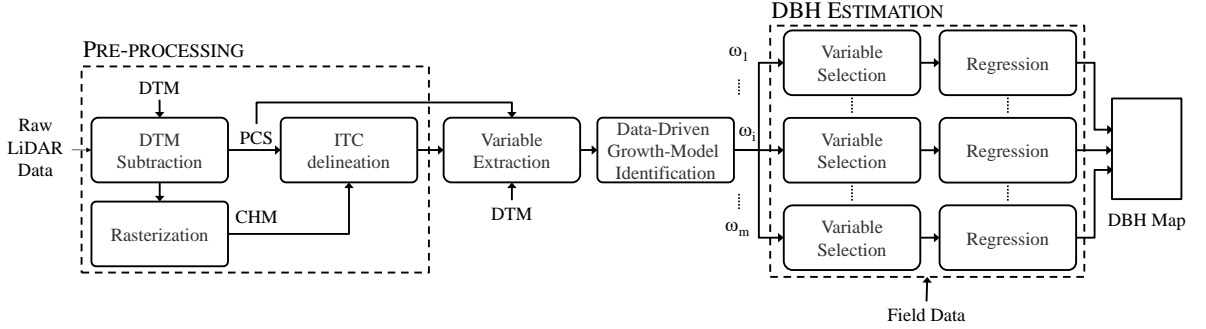 PRE-PROCESSING
DTM
Raw
LiDAR
Data
DTM
Subtraction
PCS
ITC
delineation
Rasterization
CHM
Variable
Extraction
DTM
Data-Driven
Growth-Model
Identification
DBH ESTIMATION
ω1
Variable
Selection
Regression
ωi
Variable
Selection
Regression
ωm
Variable
Selection
Regression
DBH Map
Field Data